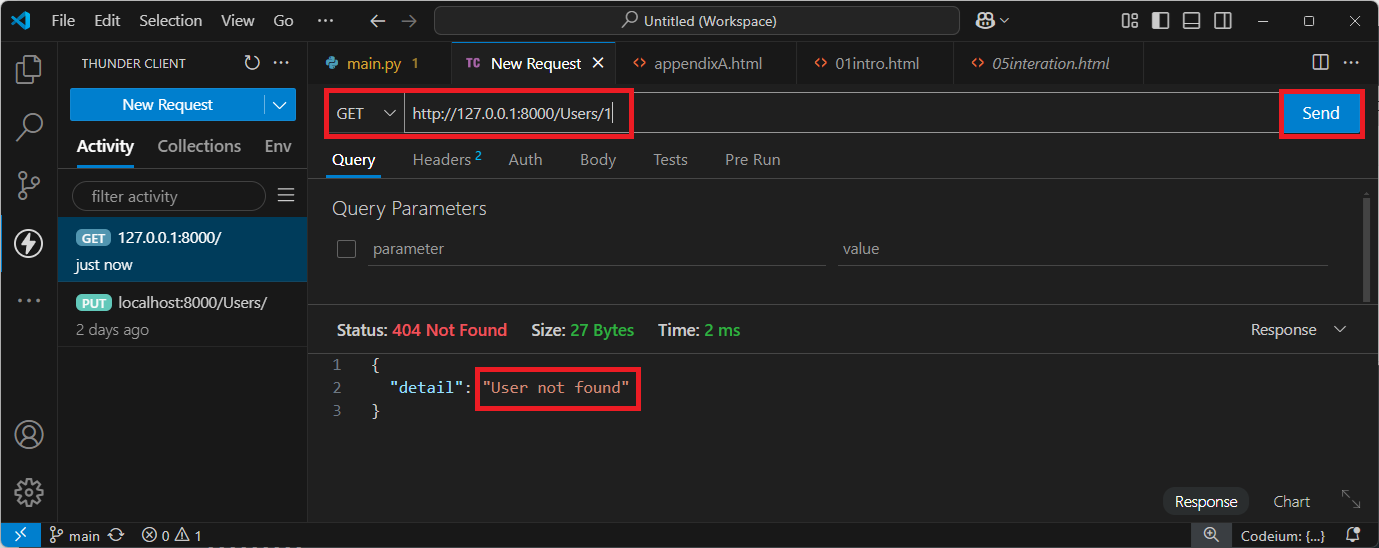 File Edit Selection View Go ··· Untitled (Workspace)
THUNDER CLIENT ···
main.py 1 TC New Request appendixA.html 01intro.html 05interation.html ···
New Request
GET http://127.0.0.1:8000/Users/1 Send
Activity Collections Env
Query Headers 2 Auth Body Tests Pre Run
filter activity
Query Parameters
parameter value
GET 127.0.0.1:8000/
just now
PUT localhost:8000/Users/
2 days ago
Status: 404 Not Found Size: 27 Bytes Time: 2 ms Response
1 {
2 "detail": "User not found"
3 }
Response Chart
main 0 1 Codeium: {...}